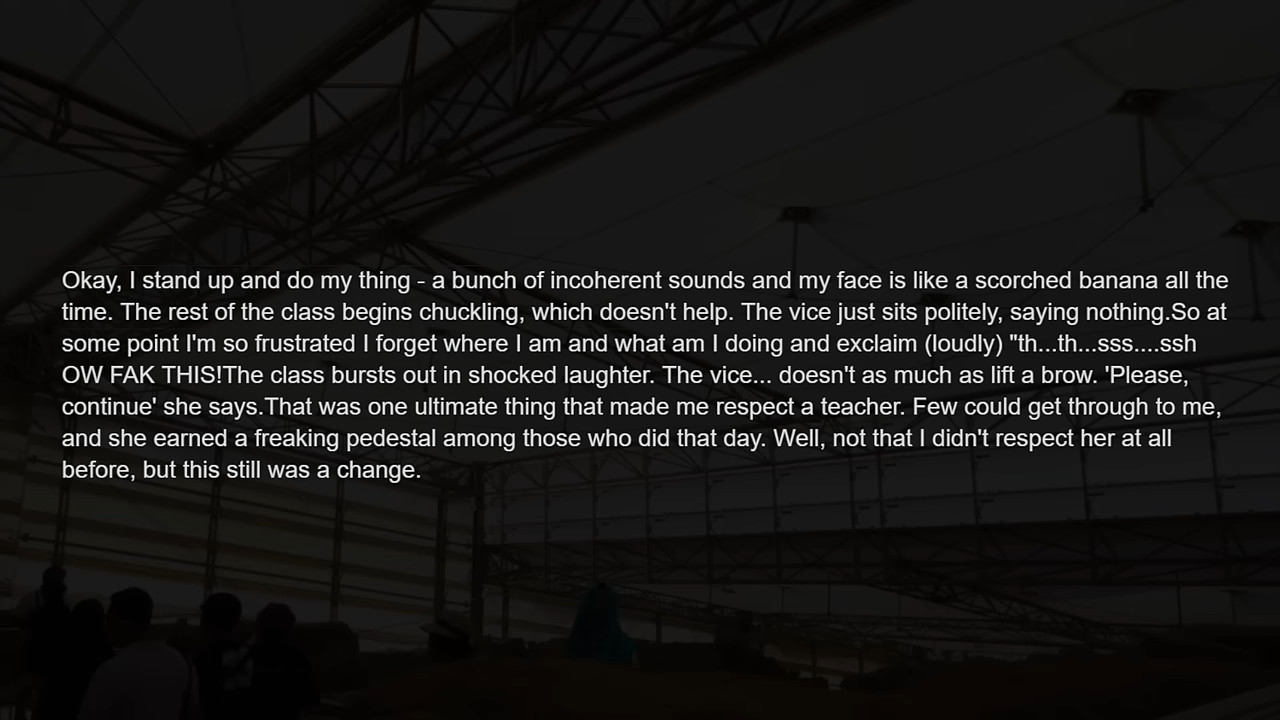 Okay, I stand up and do my thing - a bunch of incoherent sounds and my face is like a scorched banana all the
time. The rest of the class begins chuckling, which doesn't help. The vice just sits politely, saying nothing.So at
some point I'm so frustrated I forget where I am and what am I doing and exclaim (loudly) "th...th...sss....ssh
OW FAK THIS!The class bursts out in shocked laughter. The vice... doesn't as much as lift a brow. 'Please,
continue' she says.That was one ultimate thing that made me respect a teacher. Few could get through to me,
and she earned a freaking pedestal among those who did that day. Well, not that I didn't respect her at all
before, but this still was a change.